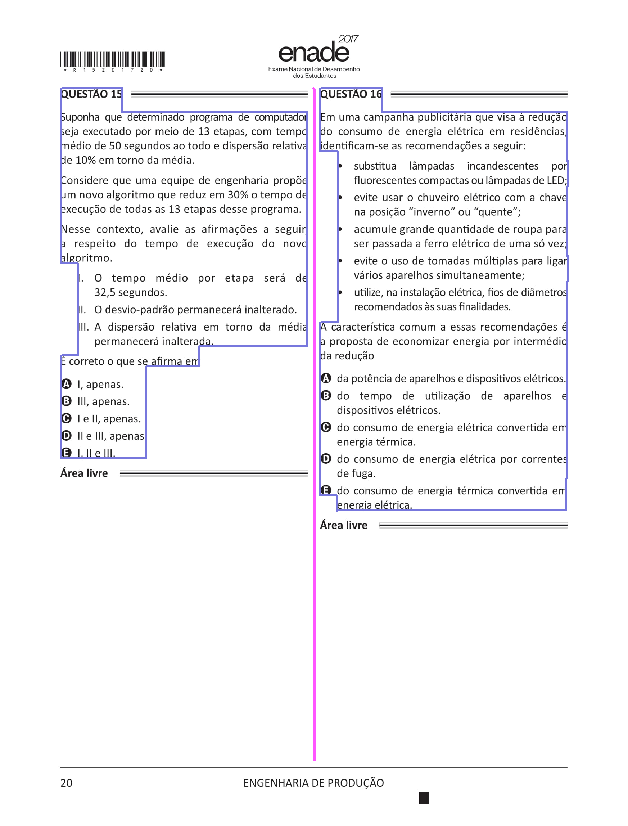 *R1520172O*
enade 2017
Exame Nacional de Desempenho
dos Estudantes
QUESTÃO 15
Suponha que determinado programa de computador
seja executado por meio de 13 etapas, com tempo
médio de 50 segundos ao todo e dispersão relativa
de 10% em torno da média.
Considere que uma equipe de engenharia propõe
um novo algoritmo que reduz em 30% o tempo de
execução de todas as 13 etapas desse programa.
Nesse contexto, avalie as afirmações a seguir
a respeito do tempo de execução do novo
algoritmo.
I. O tempo médio por etapa será de
32,5 segundos.
II. O desvio-padrão permanecerá inalterado.
III. A dispersão relativa em torno da média
permanecerá inalterada.
É correto o que se afirma em
A I, apenas.
B III, apenas.
C I e II, apenas.
D II e III, apenas
E I, II e III.
Área livre
QUESTÃO 16
Em uma campanha publicitária que visa à redução
do consumo de energia elétrica em residências,
identificam-se as recomendações a seguir:
• substitua lâmpadas incandescentes por
fluorescentes compactas ou lâmpadas de LED;
• evite usar o chuveiro elétrico com a chave
na posição "inverno" ou "quente";
• acumule grande quantidade de roupa para
ser passada a ferro elétrico de uma só vez;
• evite o uso de tomadas múltiplas para ligar
vários aparelhos simultaneamente;
• utilize, na instalação elétrica, fios de diâmetros
recomendados às suas finalidades.
A característica comum a essas recomendações é
a proposta de economizar energia por intermédio
da redução
A da potência de aparelhos e dispositivos elétricos.
B do tempo de utilização de aparelhos e
dispositivos elétricos.
C do consumo de energia elétrica convertida em
energia térmica.
D do consumo de energia elétrica por correntes
de fuga.
E do consumo de energia térmica convertida em
energia elétrica.
Área livre
20
ENGENHARIA DE PRODUÇÃO